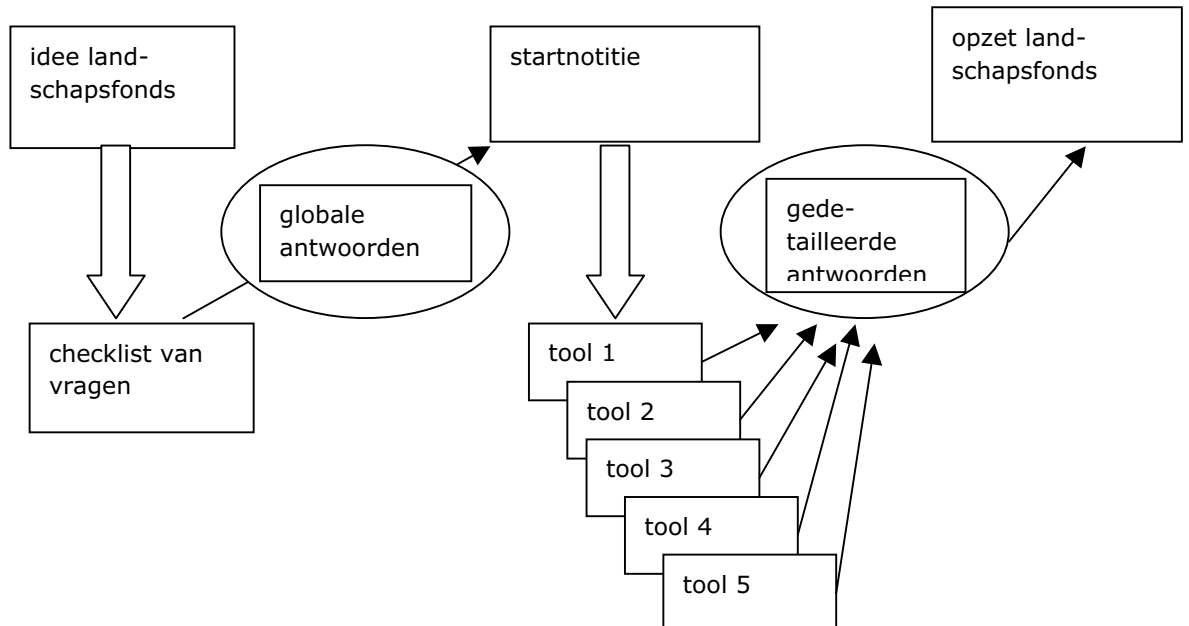 idee land-
schapsfonds
checklist van
vragen
globale
antwoorden
startnotitie
tool 1
tool 2
tool 3
tool 4
tool 5
gede-
tailleerde
antwoorden
opzet land-
schapsfonds